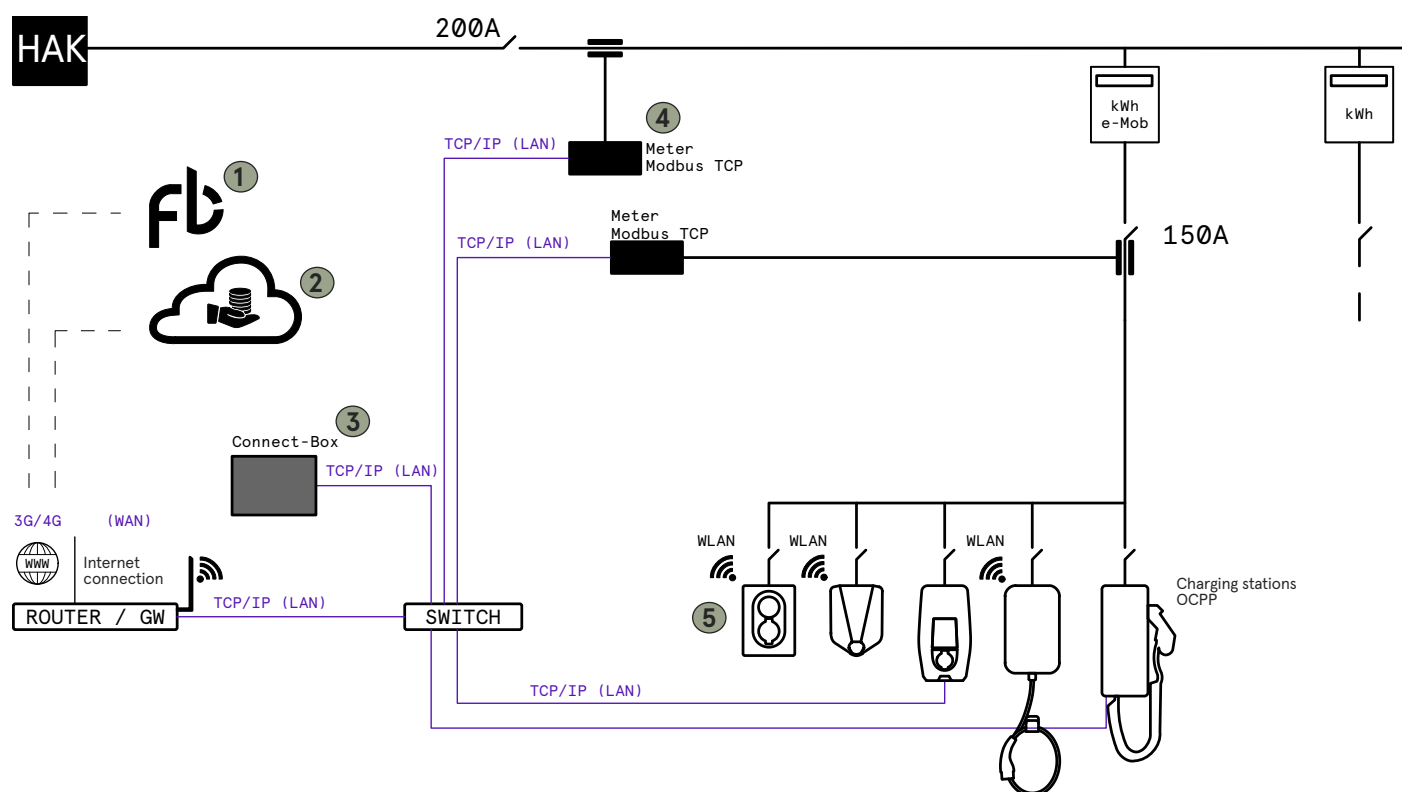 HAK
200A
kWh
e-Mob
kWh
4
TCP/IP (LAN)
Meter
Modbus TCP
1
fb
Meter
Modbus TCP
TCP/IP (LAN)
150A
2
3
Connect-Box
TCP/IP (LAN)
3G/4G (WAN)
www
Internet
connection
ROUTER / GW
TCP/IP (LAN)
SWITCH
WLAN
WLAN
WLAN
5
Charging stations
OCPP
TCP/IP (LAN)